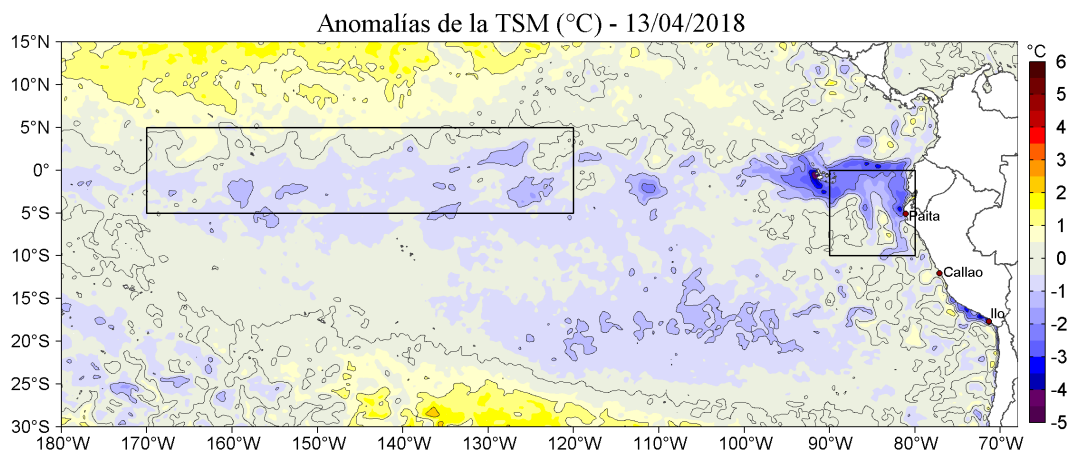 Anomalías de la TSM (°C) - 13/04/2018
15°N
10°N
5°N
0°
5°S
10°S
15°S
20°S
25°S
30°S
180°W
170°W
160°W
150°W
140°W
130°W
120°W
110°W
100°W
90°W
80°W
70°W
Paita
Callao
Ilo
°C
6
5
4
3
2
1
0
-1
-2
-3
-4
-5